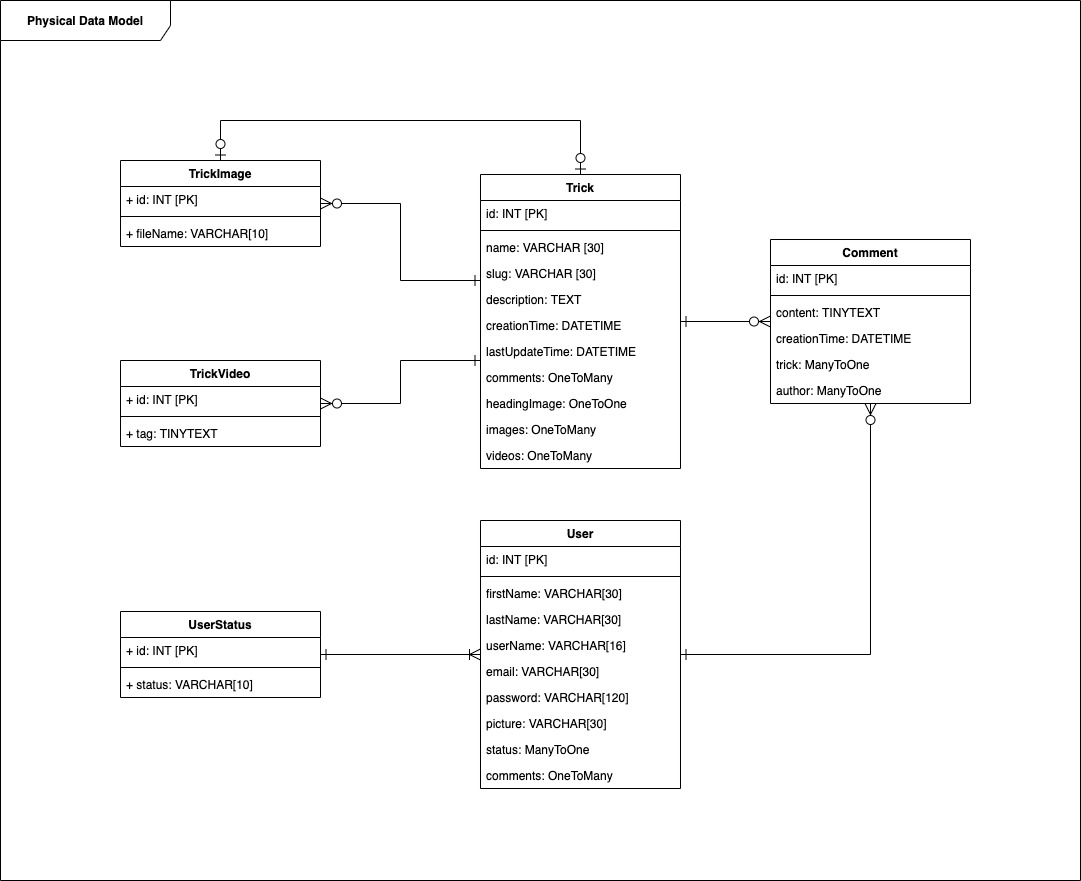 Physical Data Model
TrickImage
+ id: INT [PK]
+ fileName: VARCHAR[10]
Trick
id: INT [PK]
name: VARCHAR [30]
slug: VARCHAR [30]
description: TEXT
creationTime: DATETIME
lastUpdateTime: DATETIME
comments: OneToMany
headingImage: OneToOne
images: OneToMany
videos: OneToMany
Comment
id: INT [PK]
content: TINYTEXT
creationTime: DATETIME
trick: ManyToOne
author: ManyToOne
TrickVideo
+ id: INT [PK]
+ tag: TINYTEXT
User
id: INT [PK]
firstName: VARCHAR[30]
lastName: VARCHAR[30]
userName: VARCHAR[16]
email: VARCHAR[30]
password: VARCHAR[120]
picture: VARCHAR[30]
status: ManyToOne
comments: OneToMany
UserStatus
+ id: INT [PK]
+ status: VARCHAR[10]